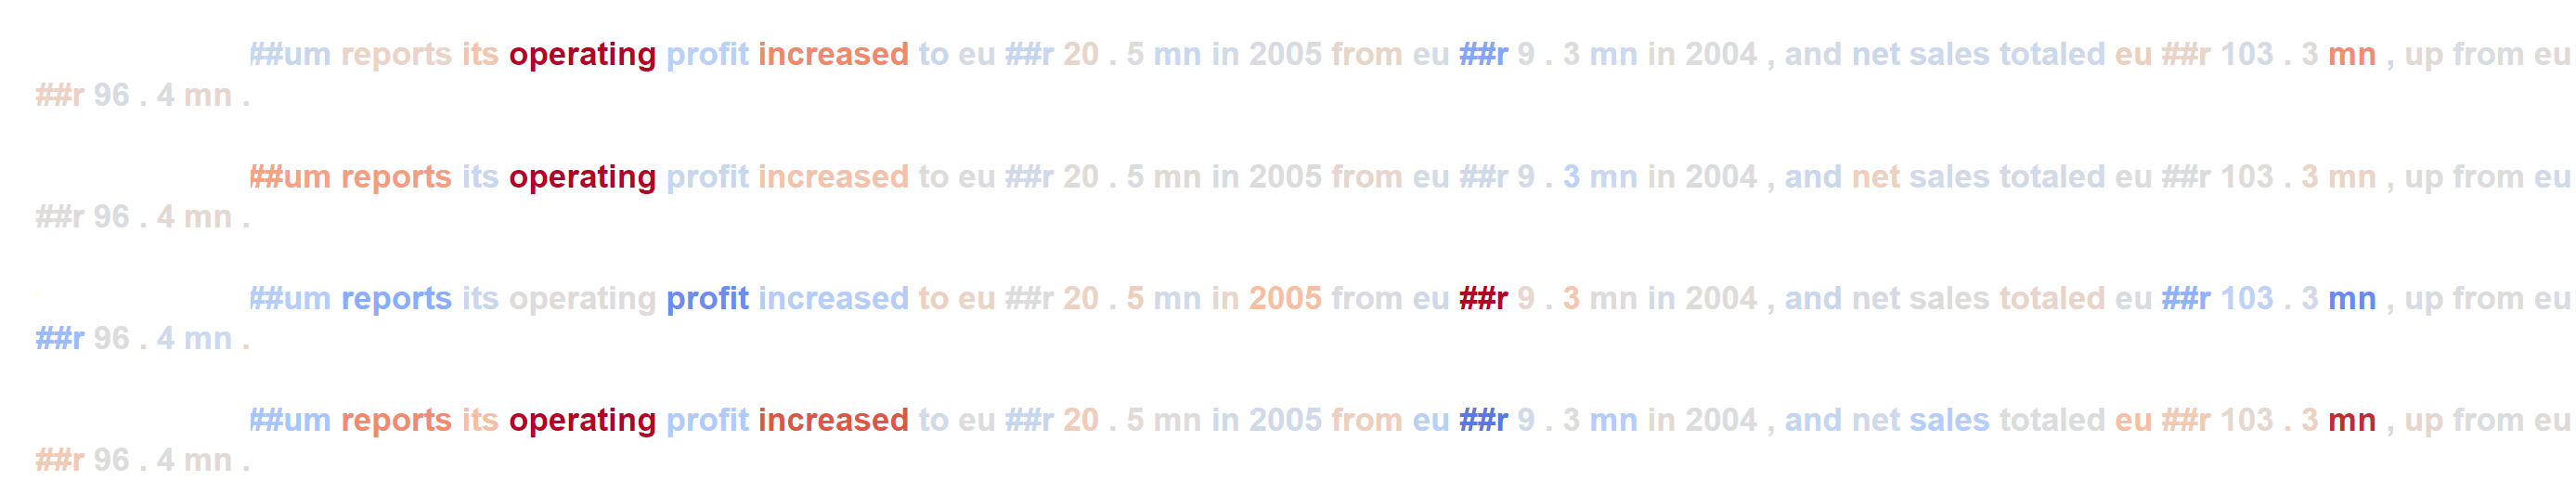 ##um reports its operating profit increased to eu ##r 20 . 5 mn in 2005 from eu ##r 9 . 3 mn in 2004 , and net sales totaled eu ##r 103 . 3 mn , up from eu
##r 96 . 4 mn .
##um reports its operating profit increased to eu ##r 20 . 5 mn in 2005 from eu ##r 9 . 3 mn in 2004 , and net sales totaled eu ##r 103 . 3 mn , up from eu
##r 96 . 4 mn .
##um reports its operating profit increased to eu ##r 20 . 5 mn in 2005 from eu ##r 9 . 3 mn in 2004 , and net sales totaled eu ##r 103 . 3 mn , up from eu
##r 96 . 4 mn .
##um reports its operating profit increased to eu ##r 20 . 5 mn in 2005 from eu ##r 9 . 3 mn in 2004 , and net sales totaled eu ##r 103 . 3 mn , up from eu
##r 96 . 4 mn .